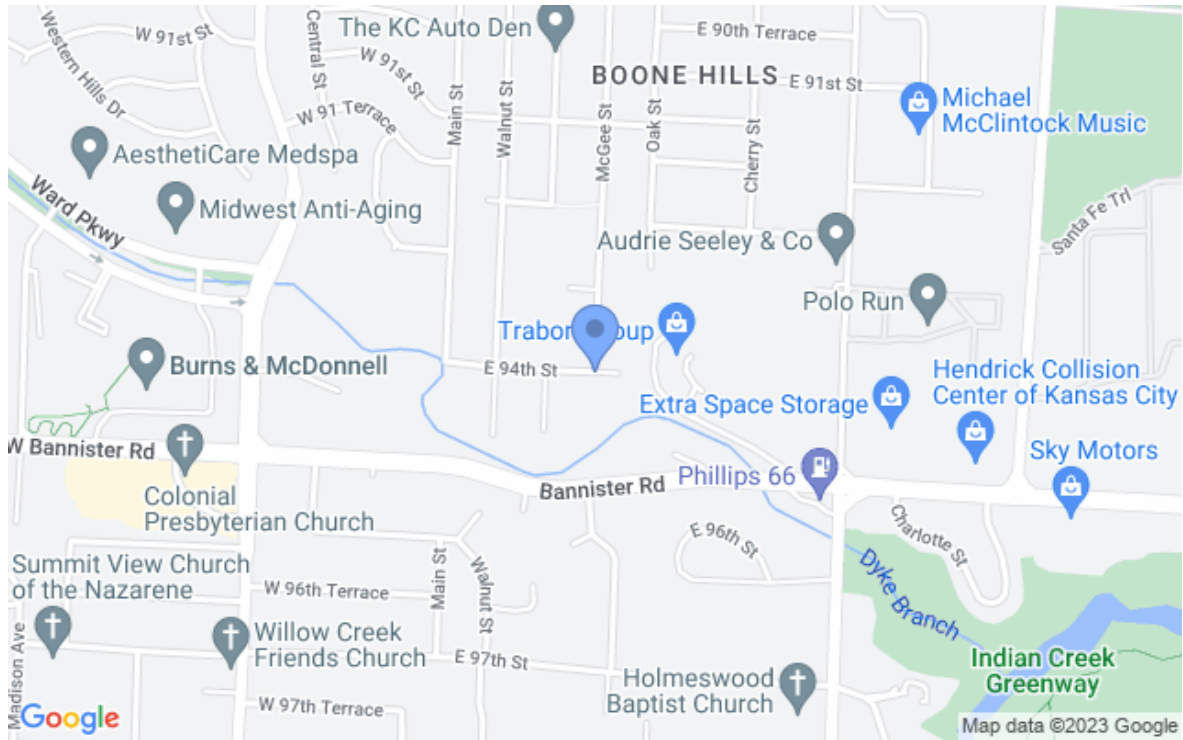 W 91st St
Western Hills Dr
Central St
W 91st St
W 91 Terrace
Main St
Walnut St
The KC Auto Den
McGee St
E 90th Terrace
BOONE HILLS
E 91st St
Oak St
Cherry St
Michael
McClintock Music
AesthetiCare Medspa
Ward Pkwy
Midwest Anti-Aging
Audrie Seeley & Co
Santa Fe Trl
Polo Run
Burns & McDonnell
E 94th St
Extra Space Storage
Hendrick Collision
Center of Kansas City
Sky Motors
W Bannister Rd
Bannister Rd
Phillips 66
Colonial
Presbyterian Church
E 96th St
Charlotte St
Dyke Branch
Summit View Church
of the Nazarene
W 96th Terrace
Main St
Walnut St
Willow Creek
Friends Church
E 97th St
Holmeswood
Baptist Church
Indian Creek
Greenway
Madison Ave
W 97th Terrace
Google
Map data ©2023 Google